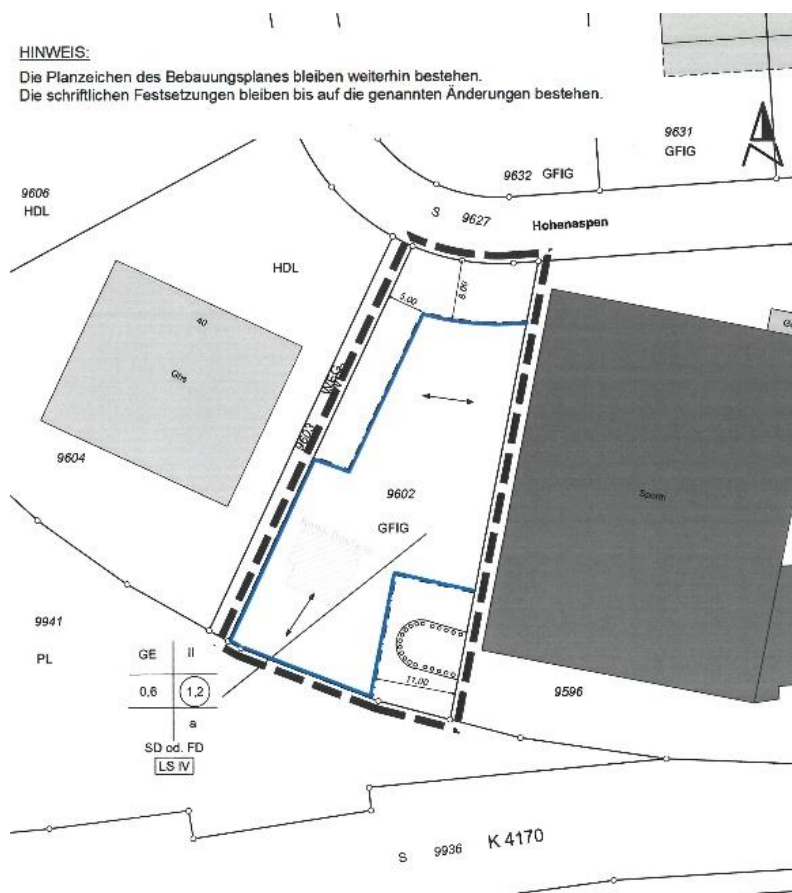 HINWEIS:
Die Planzeichen des Bebauungsplanes bleiben weiterhin bestehen.
Die schriftlichen Festsetzungen bleiben bis auf die genannten Änderungen bestehen.
9631
GFIG
9632 GFIG
9606
HDL
S 9627 Hohenaspen
HDL
5,00
8,00
40
WEG
9603
9604
9602
GFIG
Sporth
9941
PL
GE II
0,6 1,2
a
SD od. FD
LS IV
11,00
9596
S 9936 K 4170